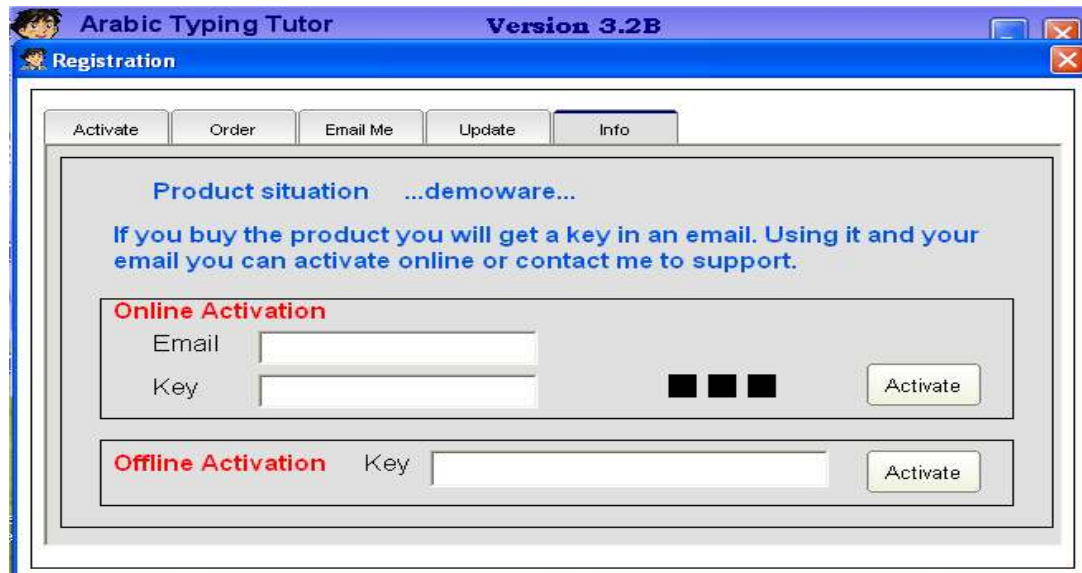 Arabic Typing Tutor Version 3.2B
Registration
Activate Order Email Me Update Info
Product situation ...demoware...
If you buy the product you will get a key in an email. Using it and your
email you can activate online or contact me to support.
Online Activation
Email
Key Activate
Offline Activation Key Activate